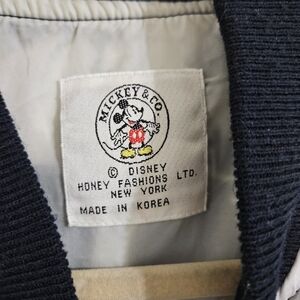 MICKEY & CO.
© DISNEY
HONEY FASHIONS LTD.
NEW YORK
MADE IN KOREA